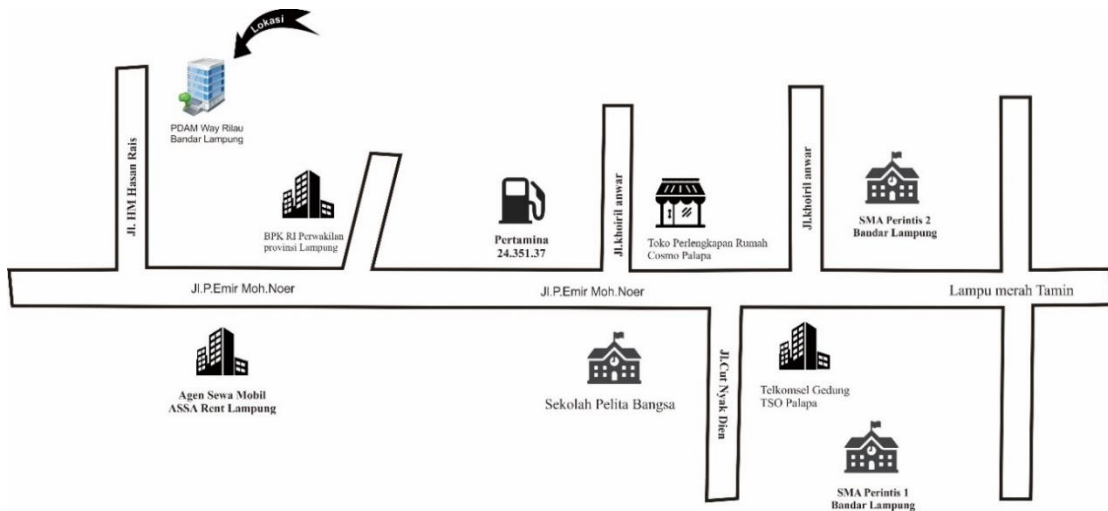 Lokasi
PDAM Way Rilau
Bandar Lampung
Jl. HM Hasan Rais
BPK RI Perwakilan
provinsi Lampung
Pertamina
24.351.37
Jl.khoiril anwar
Toko Perlengkapan Rumah
Cosmo Palapa
Jl.khoiril anwar
SMA Perintis 2
Bandar Lampung
Jl.P.Emir Moh.Noer
Jl.P.Emir Moh.Noer
Lampu merah Tamin
Agen Sewa Mobil
ASSA Rent Lampung
Sekolah Pelita Bangsa
Jl.Cut Nyak Dien
Telkomsel Gedung
TSO Palapa
SMA Perintis 1
Bandar Lampung